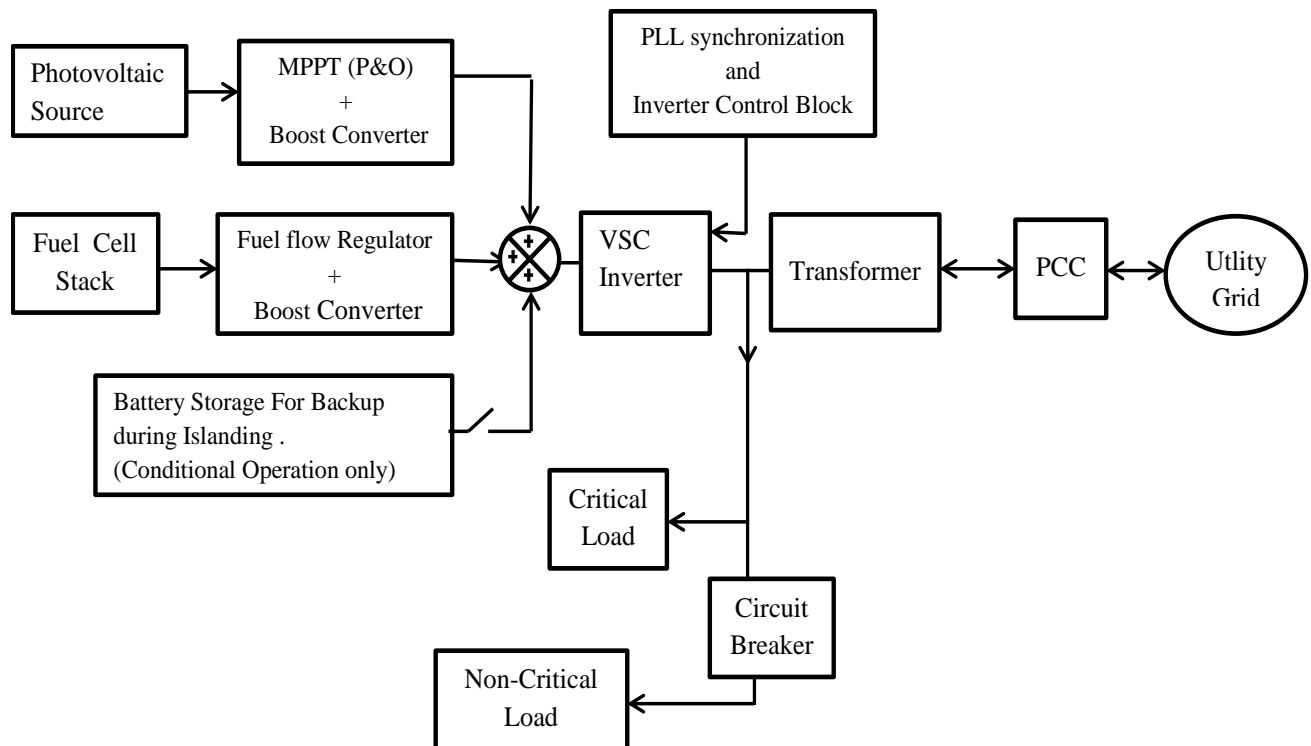 Photovoltaic
Source
MPPT (P&O)
+
Boost Converter
PLL synchronization
and
Inverter Control Block
Fuel Cell
Stack
Fuel flow Regulator
+
Boost Converter
+
+
+
VSC
Inverter
Transformer
PCC
Utlity
Grid
Battery Storage For Backup
during Islanding .
(Conditional Operation only)
Critical
Load
Circuit
Breaker
Non-Critical
Load